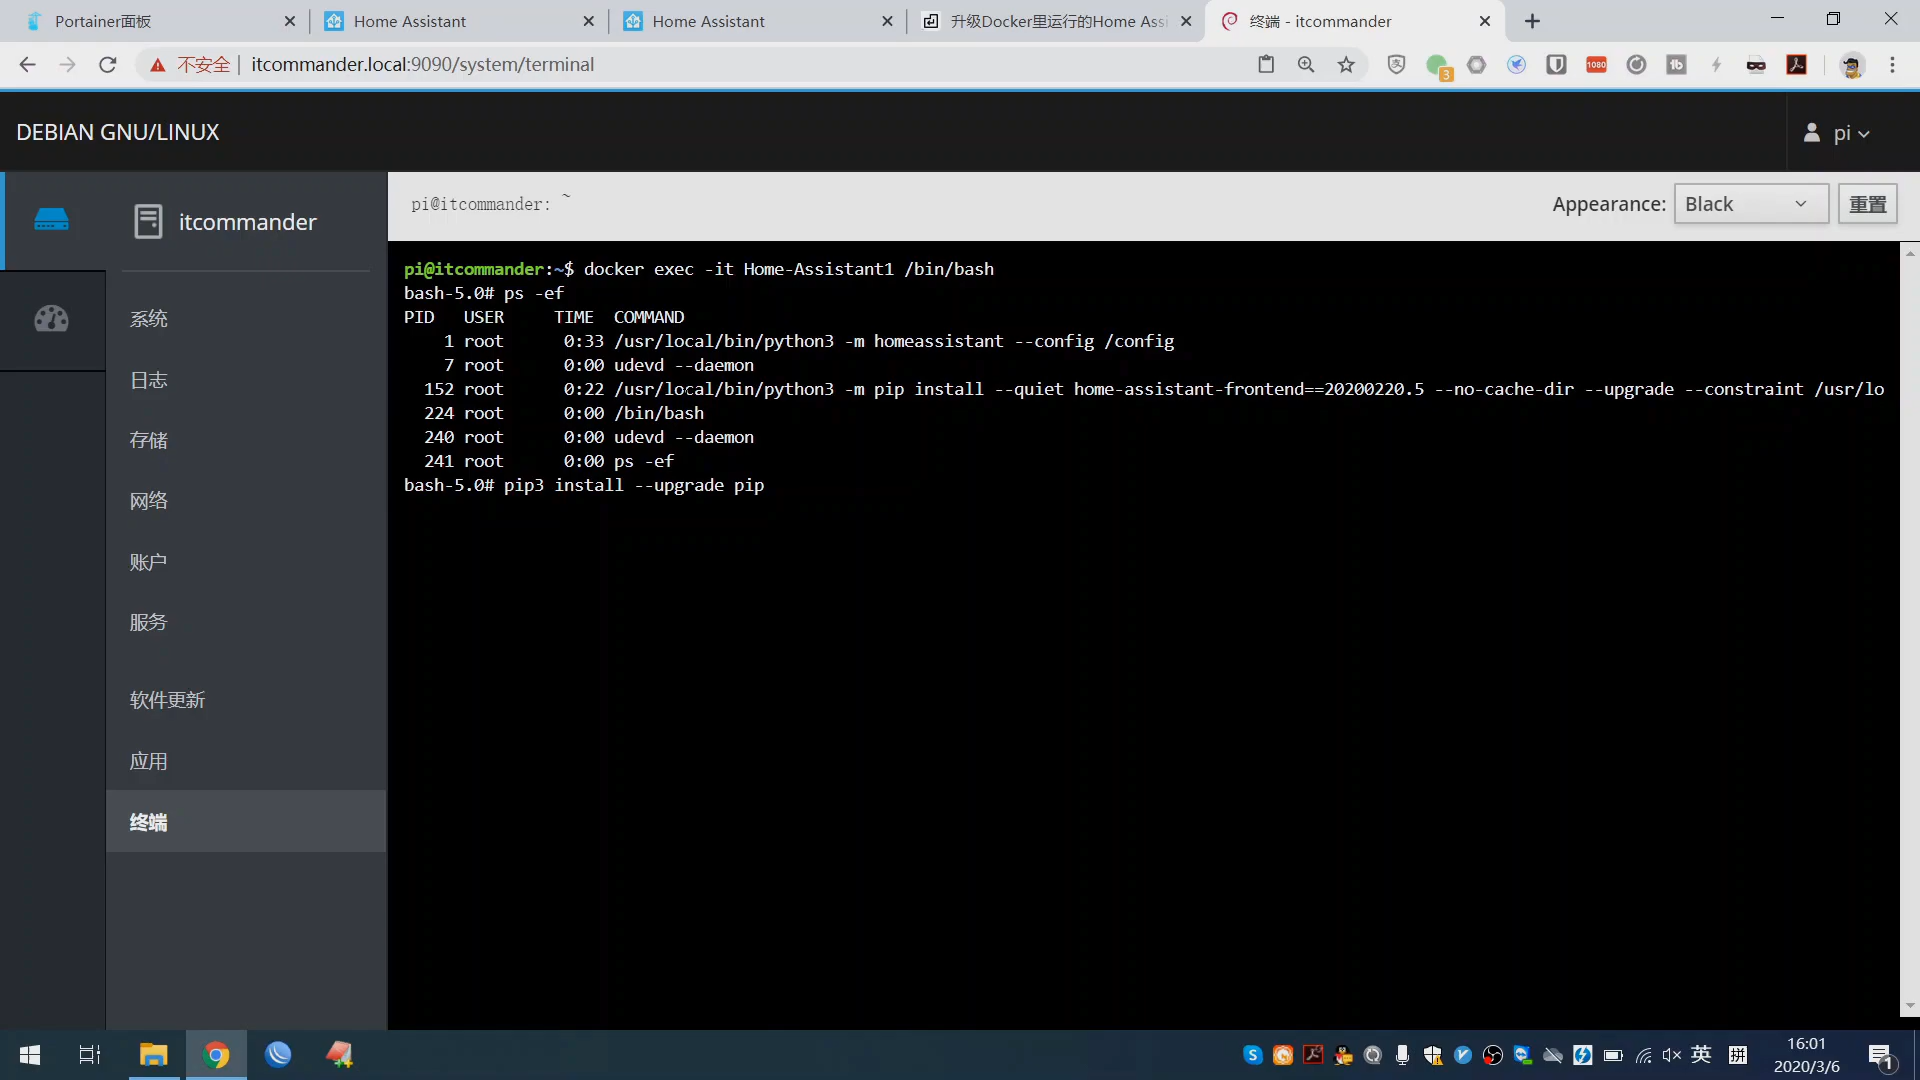 Portainer面板
Home Assistant
Home Assistant
升级Docker里运行的Home Assi
终端 - itcommander
不安全
itcommander.local:9090/system/terminal
3
1080
tb
DEBIAN GNU/LINUX
pi
itcommander
系统
日志
存储
网络
账户
服务
软件更新
应用
终端
pi@itcommander: ~
Appearance:
Black
重置
pi@itcommander:~$ docker exec -it Home-Assistant1 /bin/bash
bash-5.0# ps -ef
PID USER TIME COMMAND
1 root 0:33 /usr/local/bin/python3 -m homeassistant --config /config
7 root 0:00 udevd --daemon
152 root 0:22 /usr/local/bin/python3 -m pip install --quiet home-assistant-frontend==20200220.5 --no-cache-dir --upgrade --constraint /usr/lo
224 root 0:00 /bin/bash
240 root 0:00 udevd --daemon
241 root 0:00 ps -ef
bash-5.0# pip3 install --upgrade pip
英
拼
16:01
2020/3/6
1